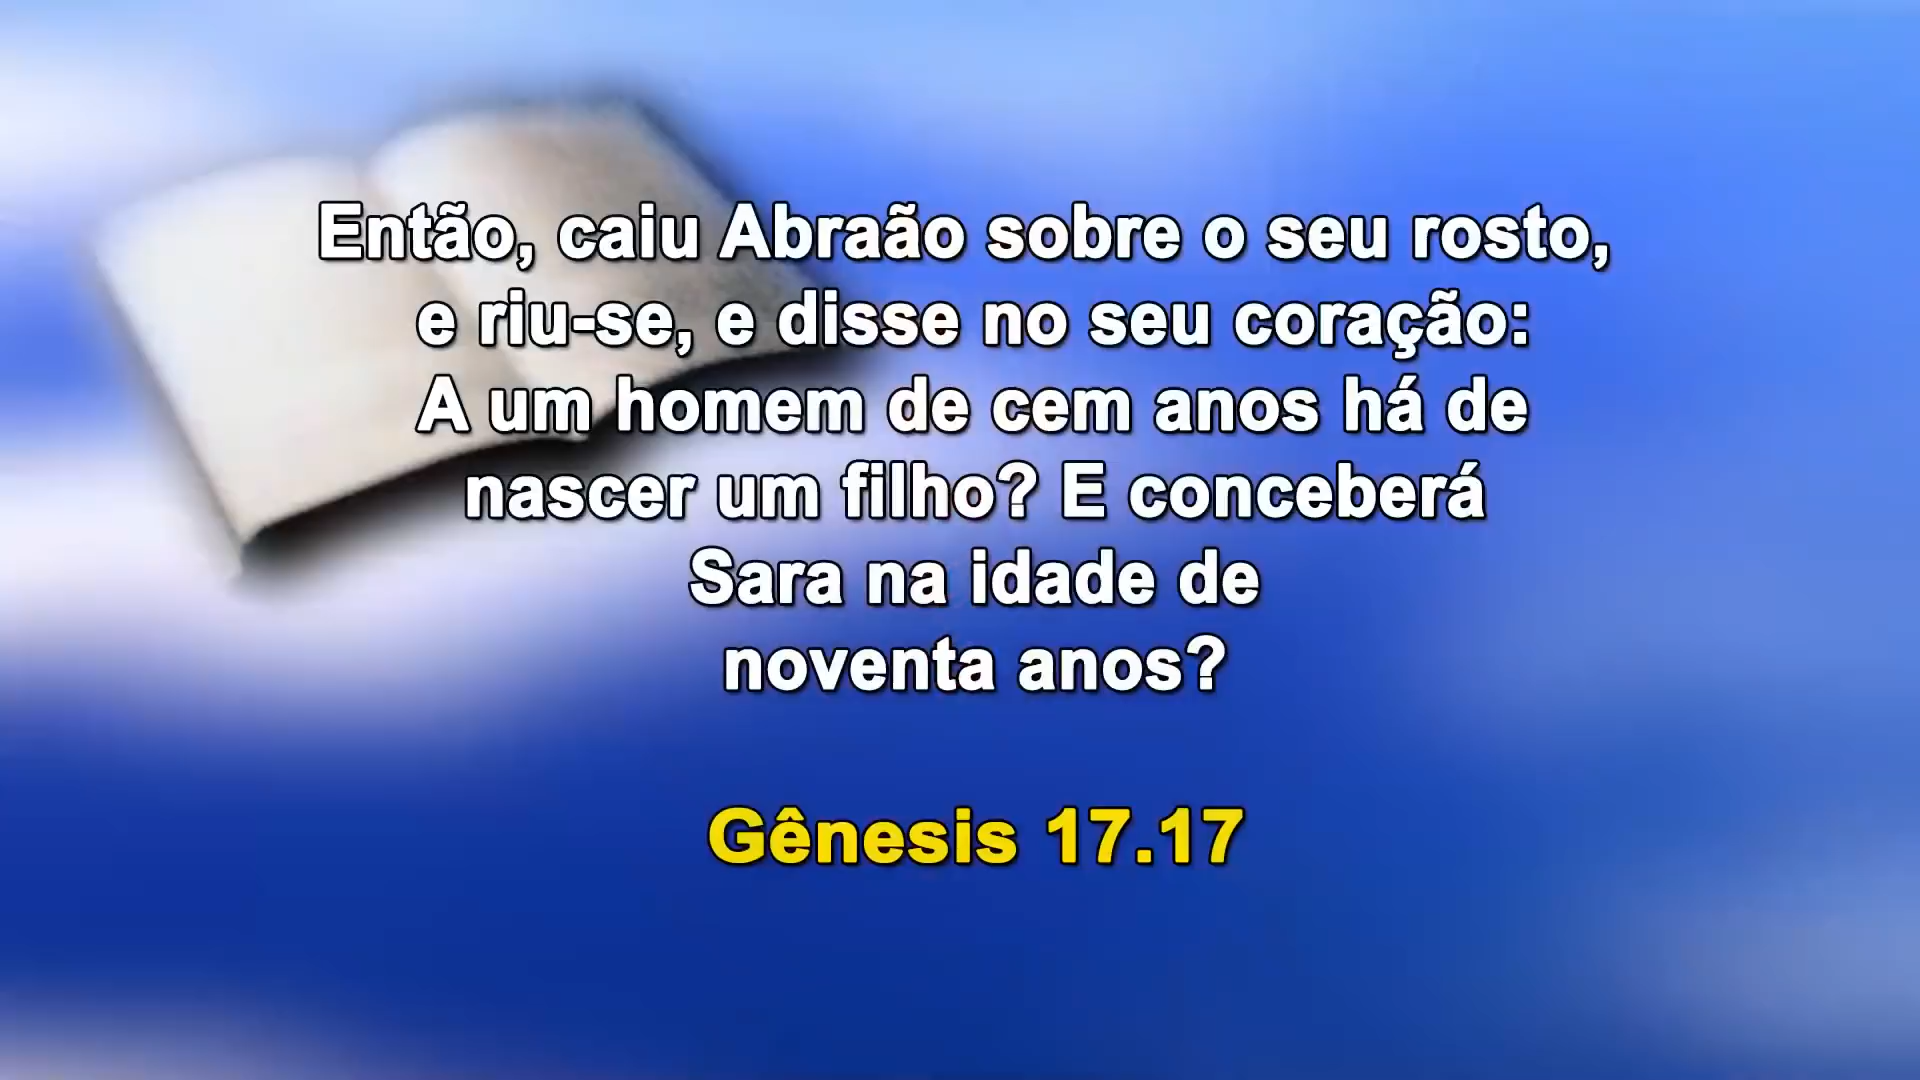 Então, caiu Abraão sobre o seu rosto,
e riu-se, e disse no seu coração:
A um homem de cem anos há de
nascer um filho? E conceberá
Sara na idade de
noventa anos?
Gênesis 17.17